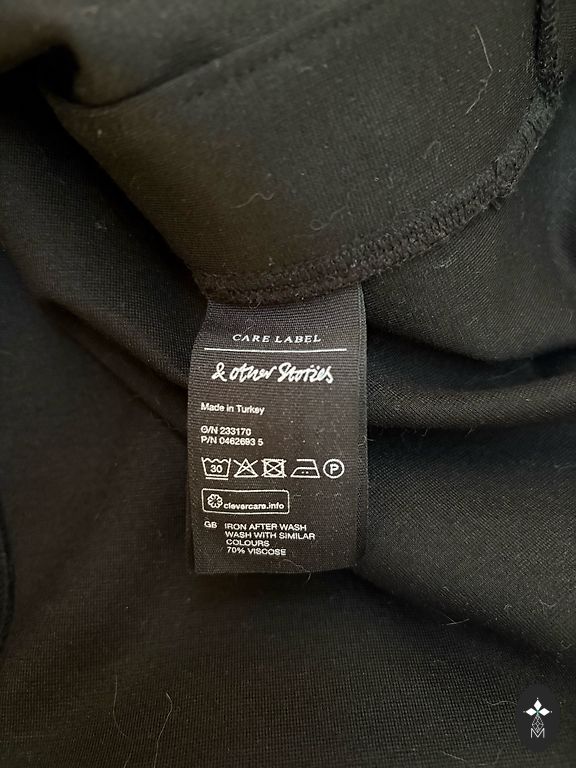 CARE LABEL
& other Stories
Made in Turkey
G/N 233170
P/N 0462693 5
30 P
clevercare.info
GB IRON AFTER WASH
WASH WITH SIMILAR
COLOURS
70% VISCOSE
M